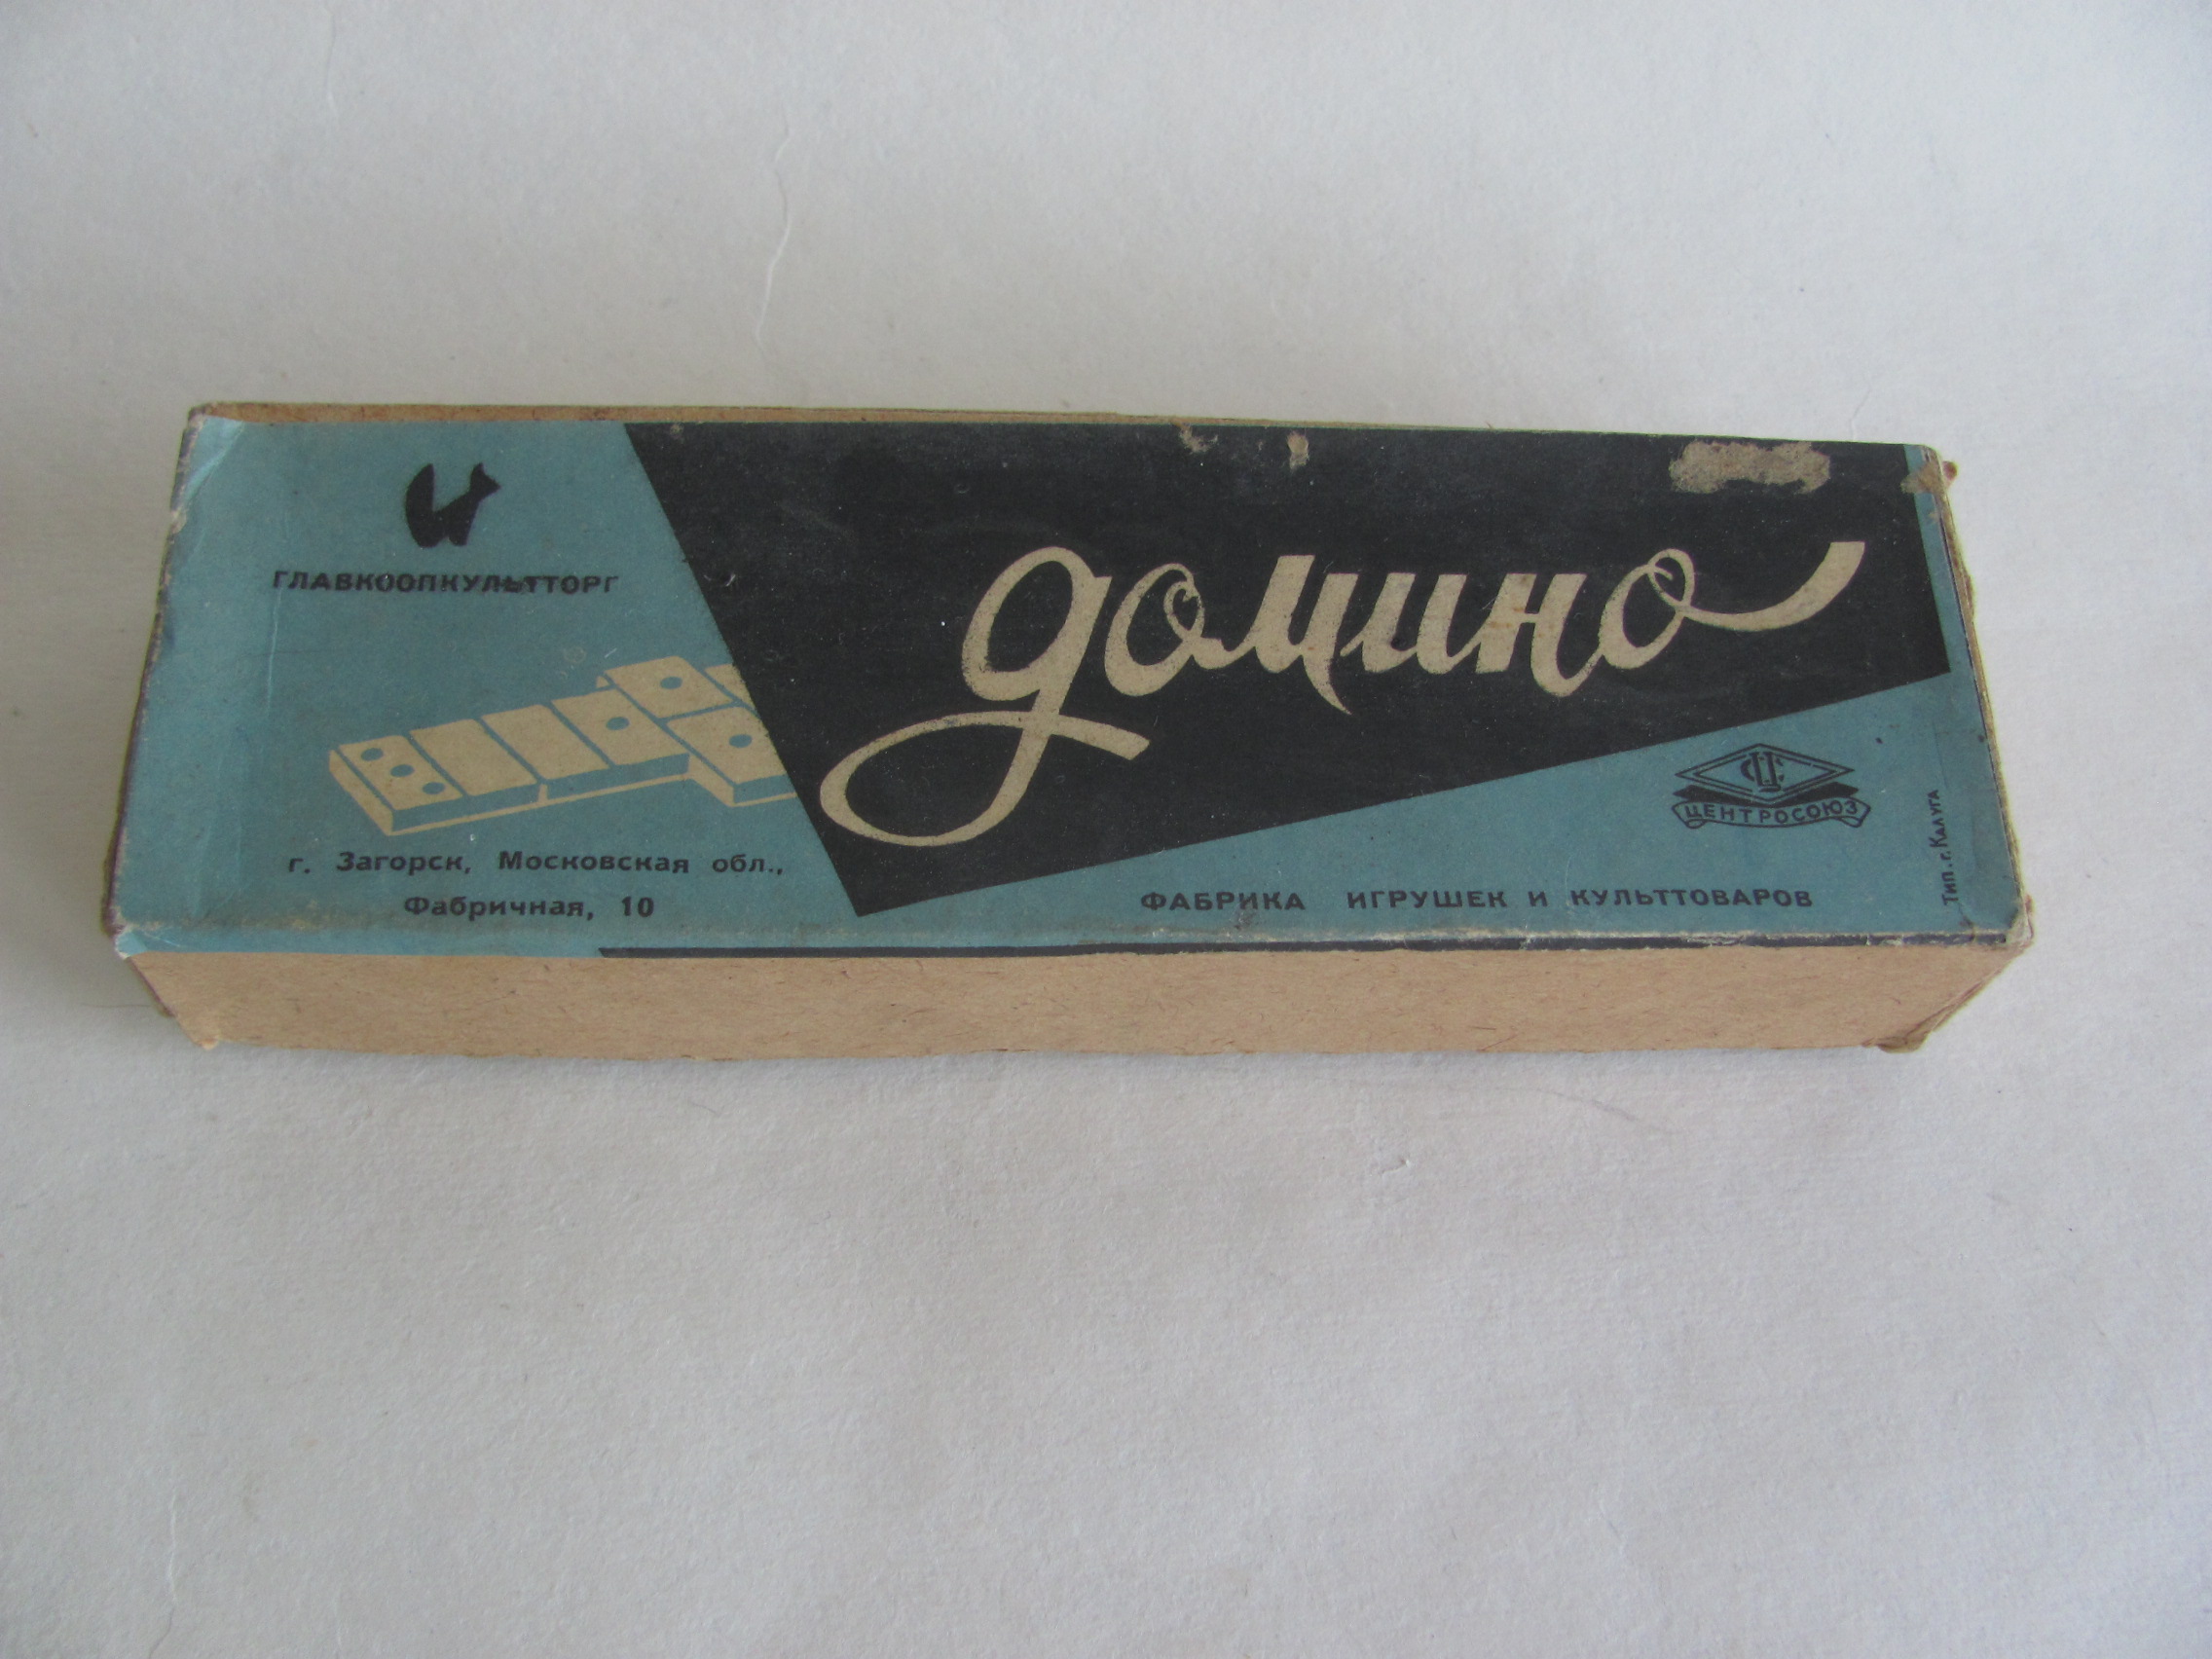 ГЛАВКООПКУЛЬТТОРГ
домино
г. Загорск, Московская обл.,
Фабричная, 10
ЦЕНТРОСОЮЗ
ФАБРИКА ИГРУШЕК И КУЛЬТТОВАРОВ
Тип. г. Калуга